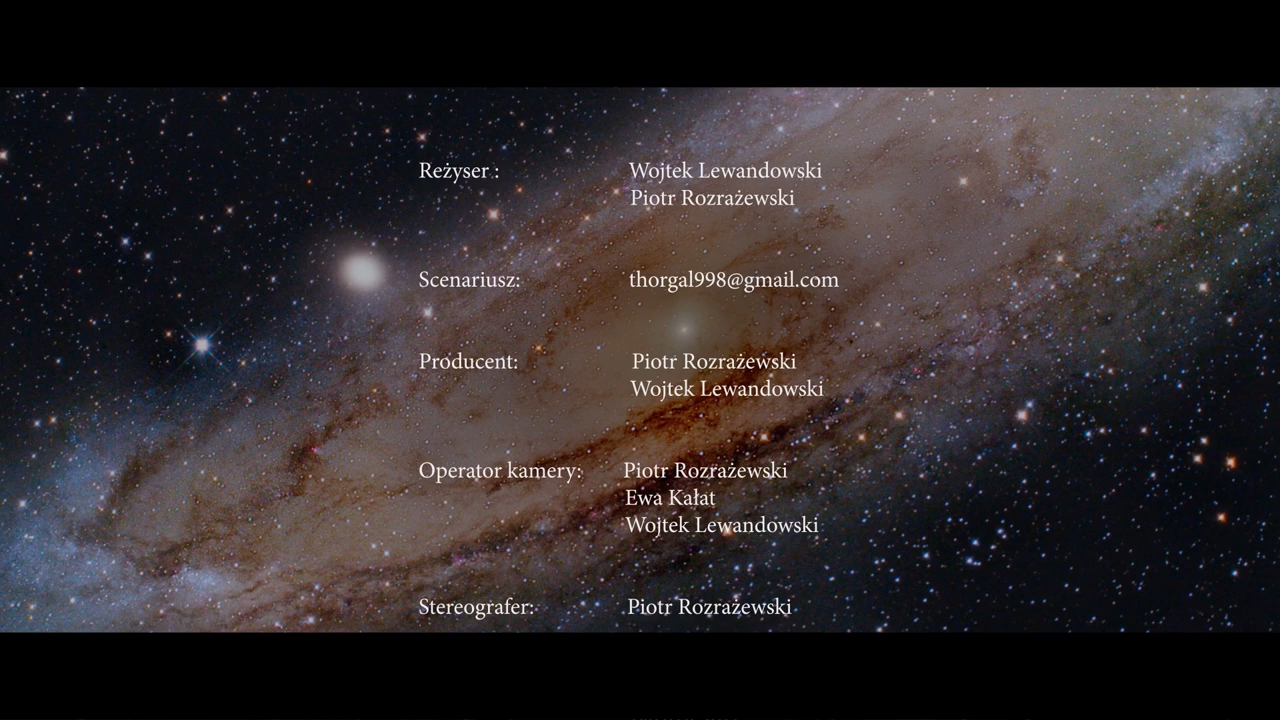 Reżyser : Wojtek Lewandowski
Piotr Rozrażewski
Scenariusz: thorgal998@gmail.com
Producent: Piotr Rozrażewski
Wojtek Lewandowski
Operator kamery: Piotr Rozrażewski
Ewa Kałat
Wojtek Lewandowski
Stereografer: Piotr Rozrażewski